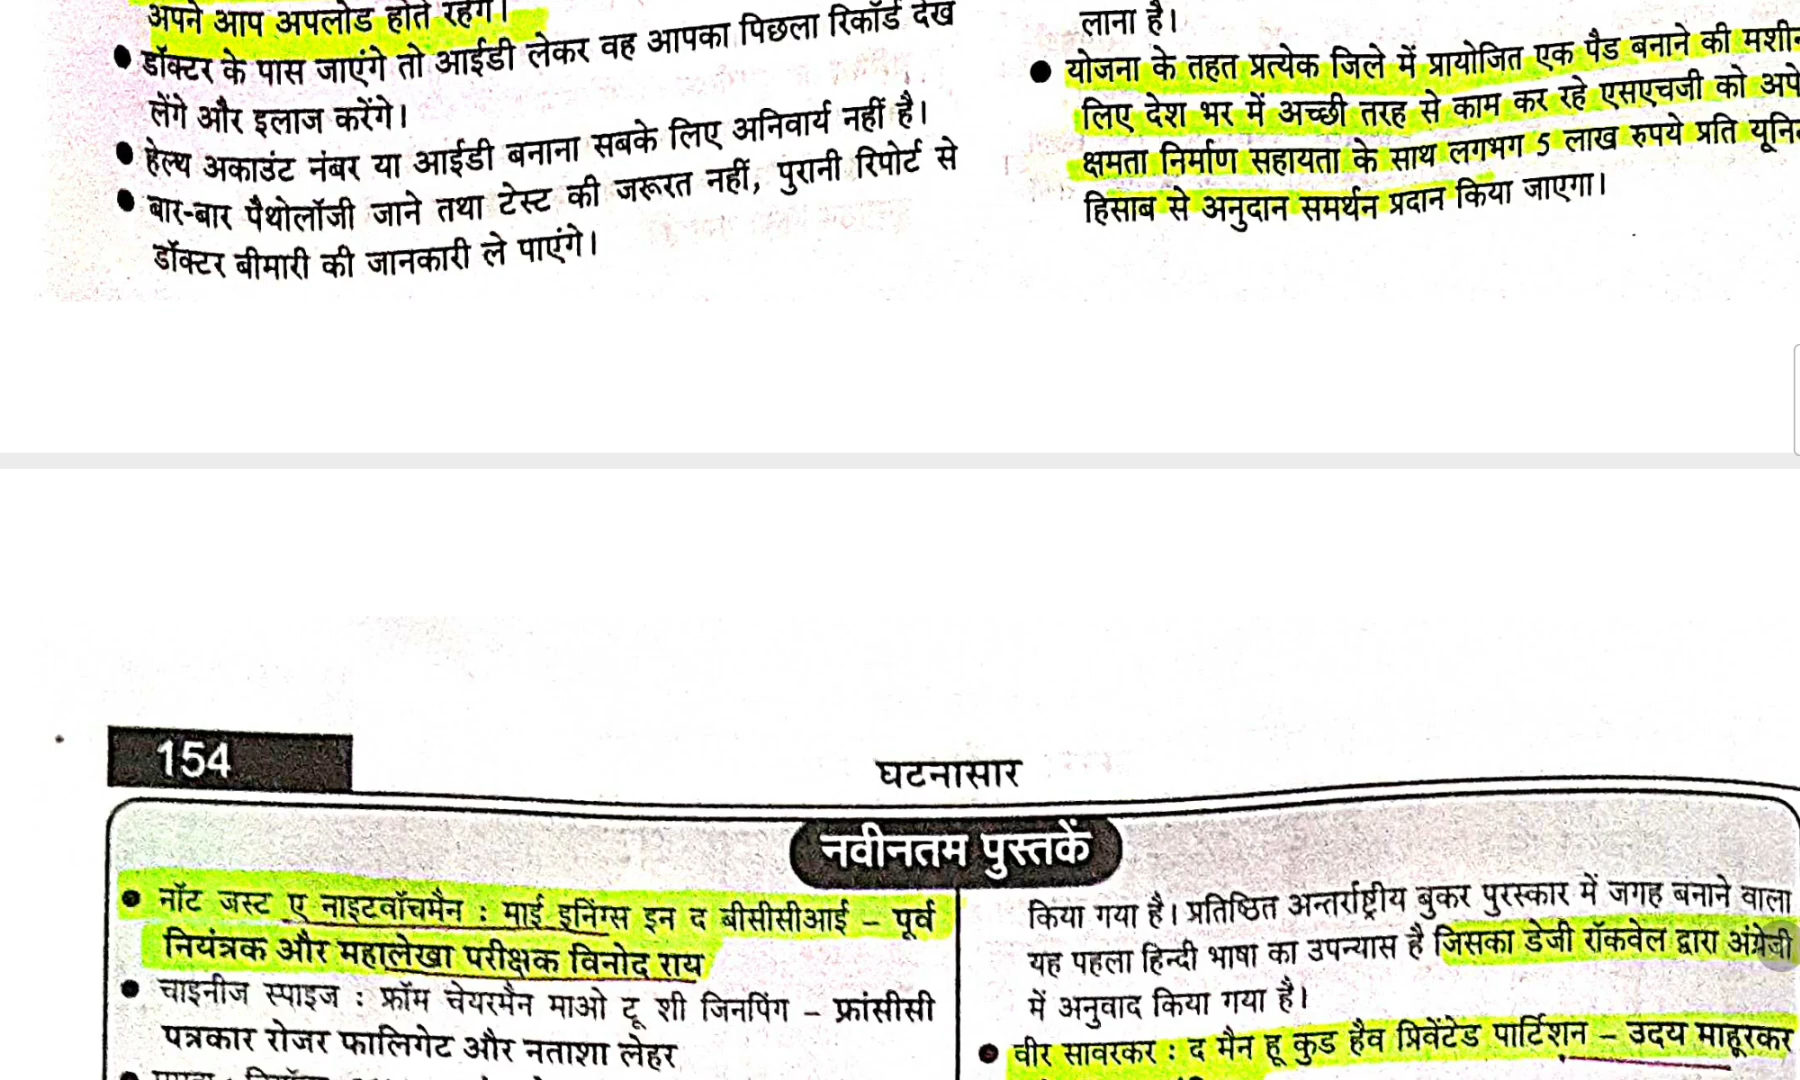 अपने आप अपलोड होते रहेंगे।
● डॉक्टर के पास जाएंगे तो आईडी लेकर वह आपका पिछला रिकॉर्ड देख
लेंगे और इलाज करेंगे।
● हेल्थ अकाउंट नंबर या आईडी बनाना सबके लिए अनिवार्य नहीं है।
● बार-बार पैथोलॉजी जाने तथा टेस्ट की जरूरत नहीं, पुरानी रिपोर्ट से
डॉक्टर बीमारी की जानकारी ले पाएंगे।
लाना है।
● योजना के तहत प्रत्येक जिले में प्रायोजित एक पैड बनाने की
लिए देश भर में अच्छी तरह से काम कर रहे एसएचजी को
क्षमता निर्माण सहायता के साथ लगभग 5 लाख रुपये प्रति
हिसाब से अनुदान समर्थन प्रदान किया जाएगा।
154
घटनासार
नवीनतम पुस्तकें
● नॉट जस्ट ए नाइटवॉचमैन : माई इनिंग्स इन द बीसीसीआई – पूर्व
नियंत्रक और महालेखा परीक्षक विनोद राय
● चाइनीज स्पाइज : फ्रॉम चेयरमैन माओ टू शी जिनपिंग – फ्रांसीसी
पत्रकार रोजर फालिगेट और नताशा लेहर
किया गया है। प्रतिष्ठित अन्तर्राष्ट्रीय बुकर पुरस्कार में जगह बनाने वाला
यह पहला हिन्दी भाषा का उपन्यास है जिसका डेजी रॉकवेल द्वारा अंग्रेजी
में अनुवाद किया गया है।
● वीर सावरकर : द मैन हू कुड हैव प्रिवेंटेड पार्टिशन – उदय माहूरकर